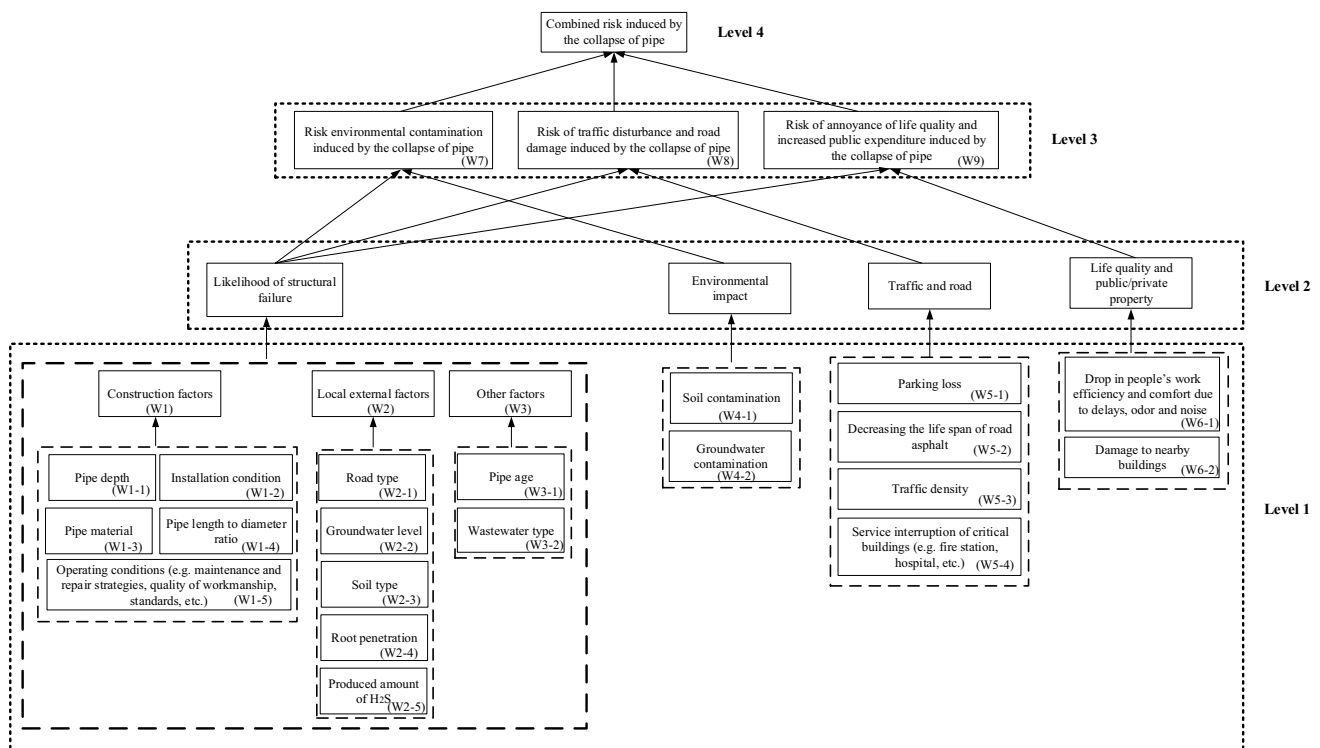 Combined risk induced by
the collapse of pipe
Level 4
Risk environmental contamination
induced by the collapse of pipe
(W7)
Risk of traffic disturbance and road
damage induced by the collapse of pipe
(W8)
Risk of annoyance of life quality and
increased public expenditure induced by
the collapse of pipe
(W9)
Level 3
Likelihood of structural
failure
Environmental
impact
Traffic and road
Life quality and
public/private
property
Level 2
Construction factors
(W1)
Local external factors
(W2)
Other factors
(W3)
Pipe depth
(W1-1)
Installation condition
(W1-2)
Pipe material
(W1-3)
Pipe length to diameter
ratio
(W1-4)
Operating conditions (e.g. maintenance and
repair strategies, quality of workmanship,
standards, etc.)
(W1-5)
Road type
(W2-1)
Groundwater level
(W2-2)
Soil type
(W2-3)
Root penetration
(W2-4)
Produced amount
of H2S
(W2-5)
Pipe age
(W3-1)
Wastewater type
(W3-2)
Soil contamination
(W4-1)
Groundwater
contamination
(W4-2)
Parking loss
(W5-1)
Decreasing the life span of road
asphalt
(W5-2)
Traffic density
(W5-3)
Service interruption of critical
buildings (e.g. fire station,
hospital, etc.)
(W5-4)
Drop in people’s work
efficiency and comfort due
to delays, odor and noise
(W6-1)
Damage to nearby
buildings
(W6-2)
Level 1